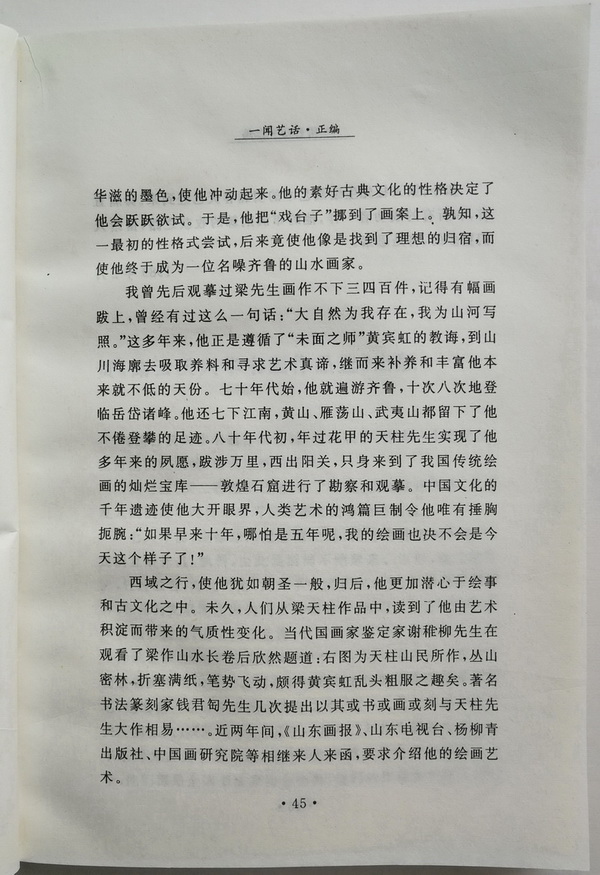 一闻艺话·正编
华滋的墨色，使他冲动起来。他的素好古典文化的性格决定了
他会跃跃欲试。于是，他把“戏台子”挪到了画案上。孰知，这
一最初的性格式尝试，后来竟使他像是找到了理想的归宿，而
使他终于成为一位名噪齐鲁的山水画家。
我曾先后观摹过梁先生画作不下三四百件，记得有幅画
跋上，曾经有过这么一句话：“大自然为我存在，我为山河写
照。”这多年来，他正是遵循了“未面之师”黄宾虹的教诲，到山
川海廓去吸取养料和寻求艺术真谛，继而来补养和丰富他本
来就不低的天份。七十年代始，他就遍游齐鲁，十次八次地登
临岳岱诸峰。他还七下江南，黄山、雁荡山、武夷山都留下了他
不倦登攀的足迹。八十年代初，年过花甲的天柱先生实现了他
多年来的夙愿，跋涉万里，西出阳关，只身来到了我国传统绘
画的灿烂宝库——敦煌石窟进行了勘察和观摹。中国文化的
千年遗迹使他大开眼界，人类艺术的鸿篇巨制令他唯有捶胸
扼腕：“如果早来十年，哪怕是五年呢，我的绘画也决不会是今
天这个样子了！”
西域之行，使他犹如朝圣一般，归后，他更加潜心于绘事
和古文化之中。未久，人们从梁天柱作品中，读到了他由艺术
积淀而带来的气质性变化。当代国画家鉴定家谢稚柳先生在
观看了梁作山水长卷后欣然题道：右图为天柱山民所作，丛山
密林，折塞满纸，笔势飞动，颇得黄宾虹乱头粗服之趣矣。著名
书法篆刻家钱君匋先生几次提出以其或书或画或刻与天柱先
生大作相易……。近两年间，《山东画报》、山东电视台、杨柳青
出版社、中国画研究院等相继来人来函，要求介绍他的绘画艺
术。
·45·